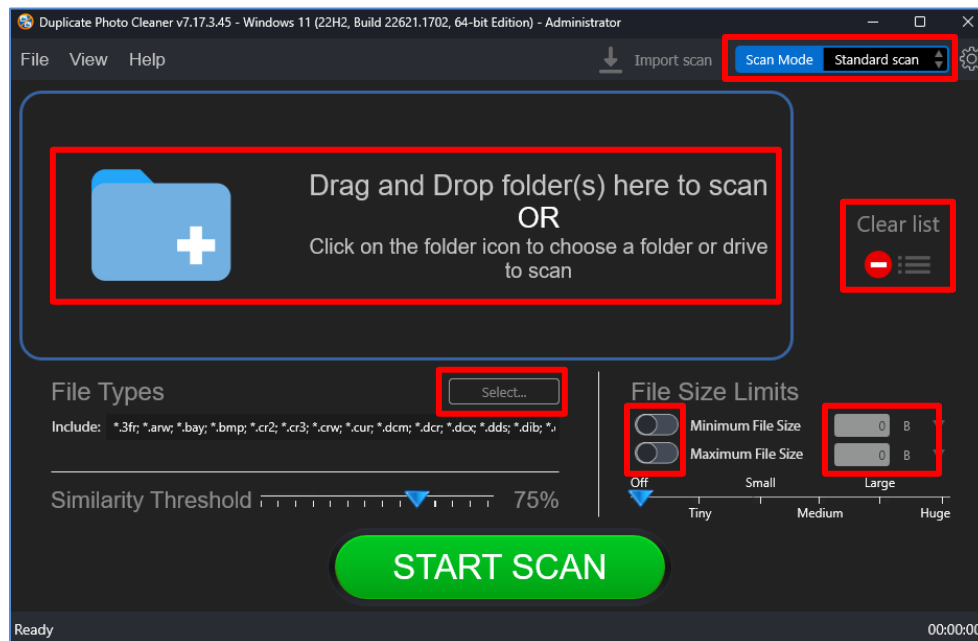 Duplicate Photo Cleaner v7.17.3.45 - Windows 11 (22H2, Build 22621.1702, 64-bit Edition) - Administrator
File View Help
Import scan
Scan Mode Standard scan
Drag and Drop folder(s) here to scan
OR
Click on the folder icon to choose a folder or drive
to scan
Clear list
File Types
Select...
Include: *.3fr; *.arw; *.bay; *.bmp; *.cr2; *.cr3; *.crw; *.cur; *.dcm; *.dcr; *.dcx; *.dds; *.dib; *.
Similarity Threshold 75%
File Size Limits
Minimum File Size 0 B
Maximum File Size 0 B
Off Small Large
Tiny Medium Huge
START SCAN
Ready 00:00:00